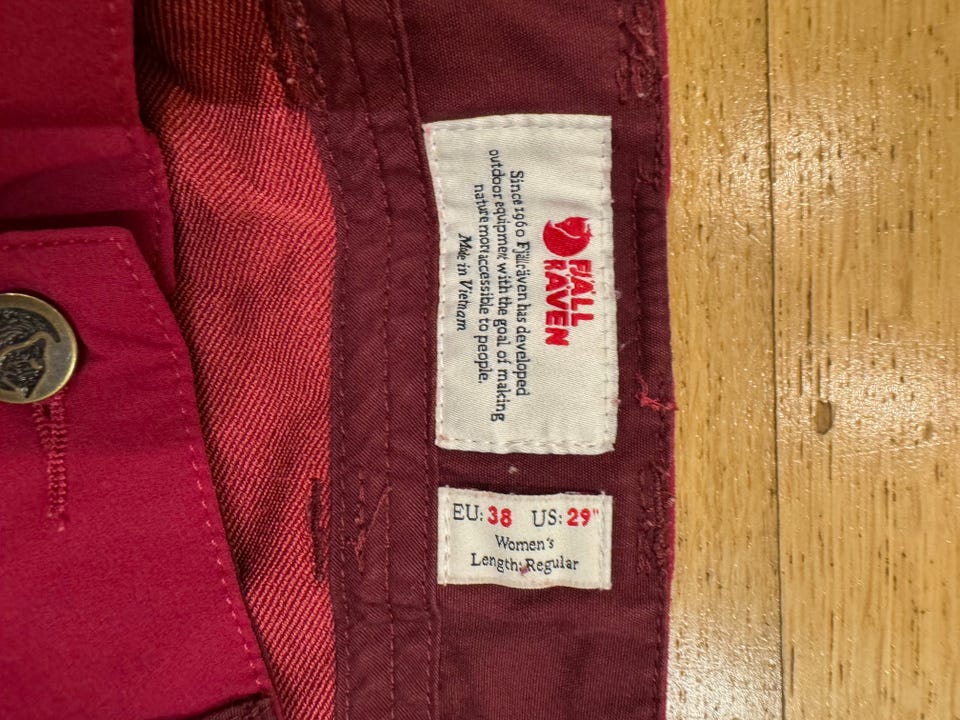 FJÄLL
RÄVEN
Since 1960 Fjällräven has developed
outdoor equipment with the goal of making
nature more accessible to people.
Made in Vietnam
EU: 38 US: 29"
Women's
Length: Regular